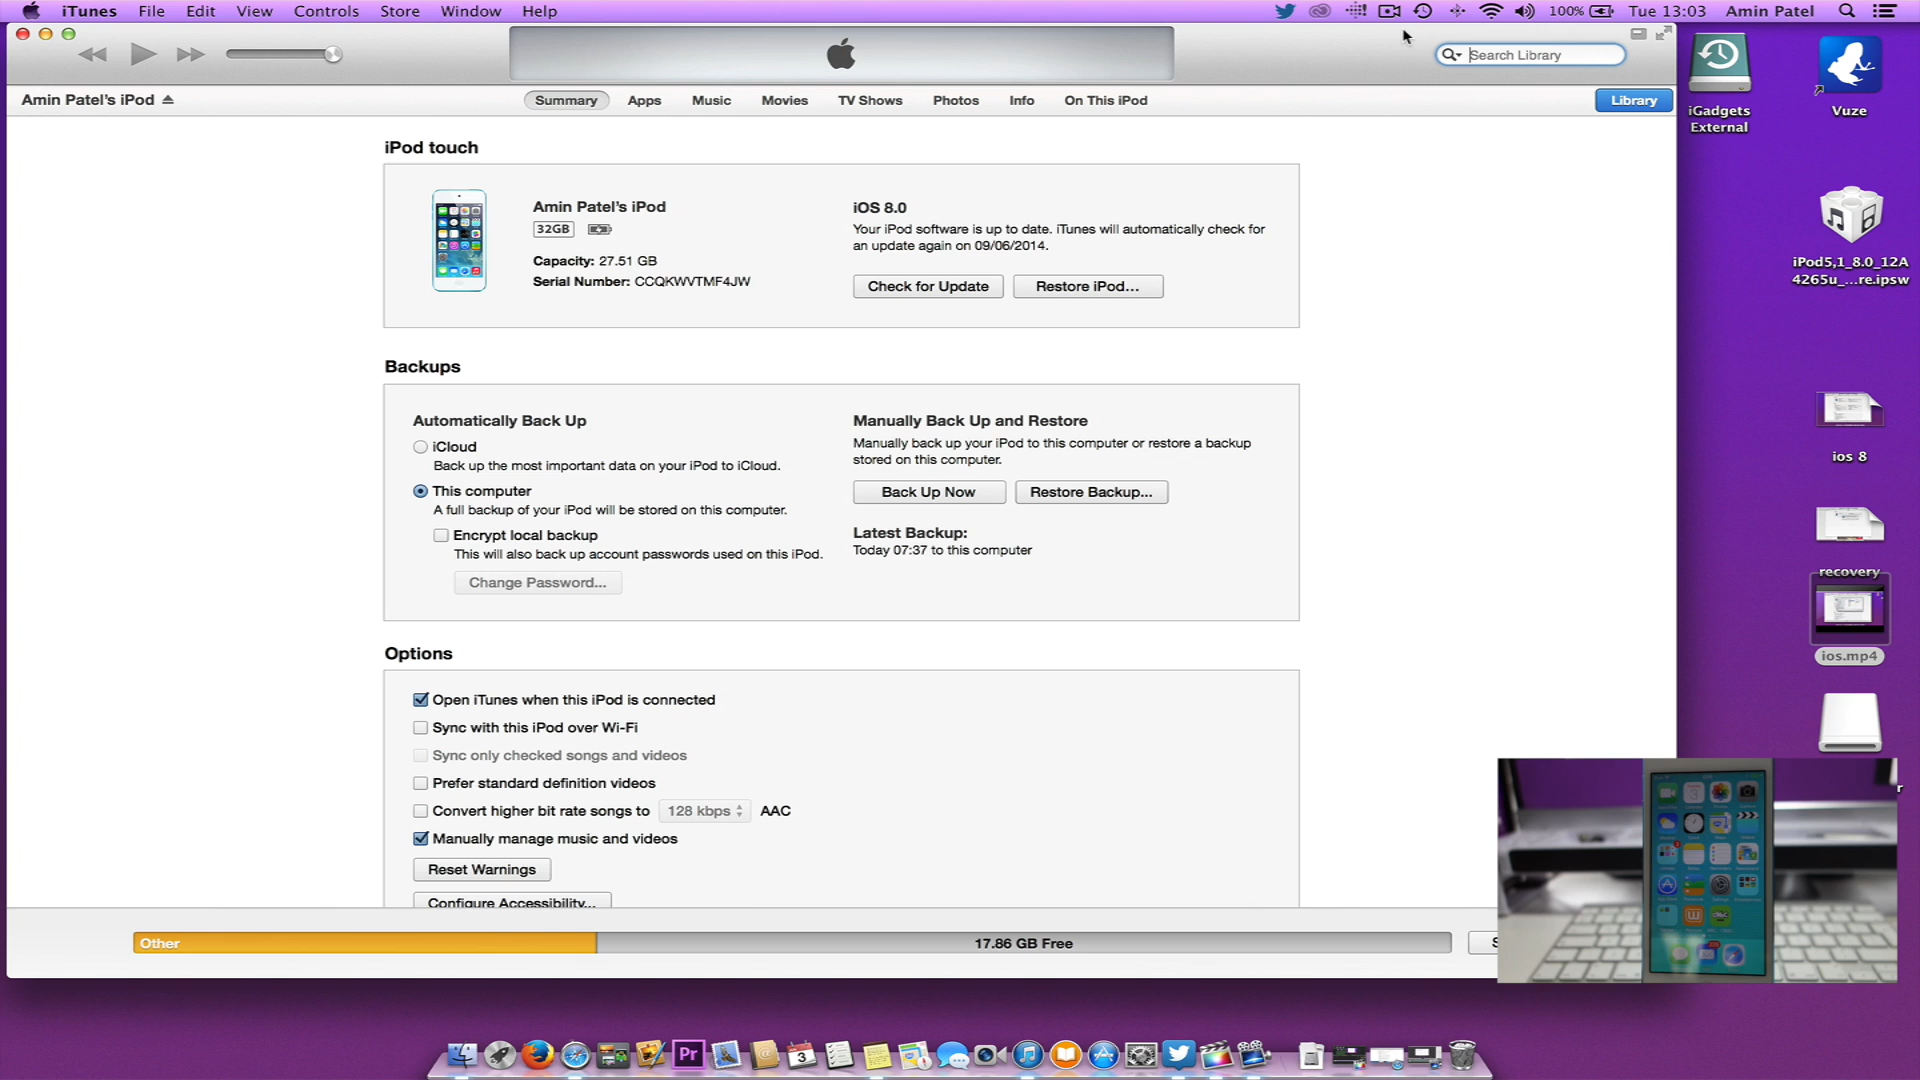 iTunes File Edit View Controls Store Window Help
100% Tue 13:03 Amin Patel
Search Library
Amin Patel's iPod
Summary Apps Music Movies TV Shows Photos Info On This iPod
Library
iPod touch
Amin Patel's iPod
32GB
Capacity: 27.51 GB
Serial Number: CCQKWVTMF4JW
iOS 8.0
Your iPod software is up to date. iTunes will automatically check for
an update again on 09/06/2014.
Check for Update Restore iPod...
Backups
Automatically Back Up
iCloud
Back up the most important data on your iPod to iCloud.
This computer
A full backup of your iPod will be stored on this computer.
Encrypt local backup
This will also back up account passwords used on this iPod.
Change Password...
Manually Back Up and Restore
Manually back up your iPod to this computer or restore a backup
stored on this computer.
Back Up Now Restore Backup...
Latest Backup:
Today 07:37 to this computer
Options
Open iTunes when this iPod is connected
Sync with this iPod over Wi-Fi
Sync only checked songs and videos
Prefer standard definition videos
Convert higher bit rate songs to 128 kbps AAC
Manually manage music and videos
Reset Warnings
Configure Accessibility...
Other
17.86 GB Free
iGadgets
External
Vuze
iPod5,1_8.0_12A
4265u_...re.ipsw
ios 8
recovery
ios.mp4
Pr
3